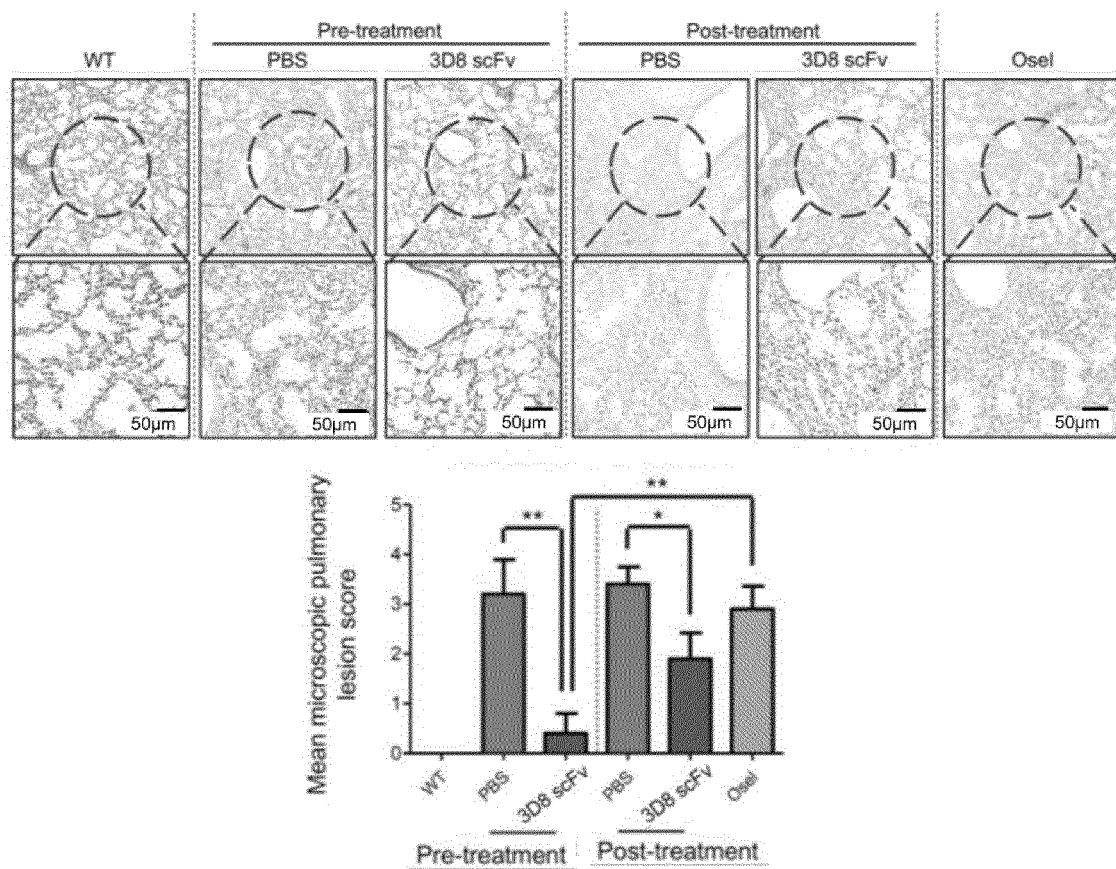 Pre-treatment Post-treatment
WT PBS 3D8 scFv PBS 3D8 scFv Osel
50μm 50μm 50μm 50μm 50μm 50μm
Mean microscopic pulmonary
lesion score
5
4
3
2
1
0
** * **
WT PBS 3D8 scFv PBS 3D8 scFv Osel
Pre-treatment Post-treatment